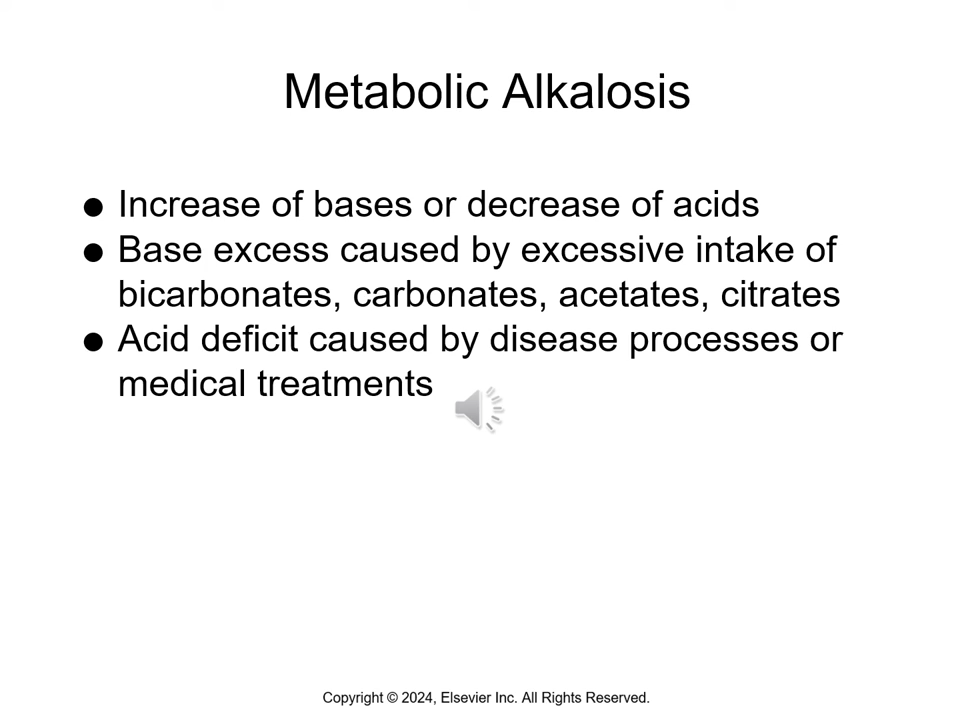 Metabolic Alkalosis
● Increase of bases or decrease of acids
● Base excess caused by excessive intake of
bicarbonates, carbonates, acetates, citrates
● Acid deficit caused by disease processes or
medical treatments
Copyright © 2024, Elsevier Inc. All Rights Reserved.